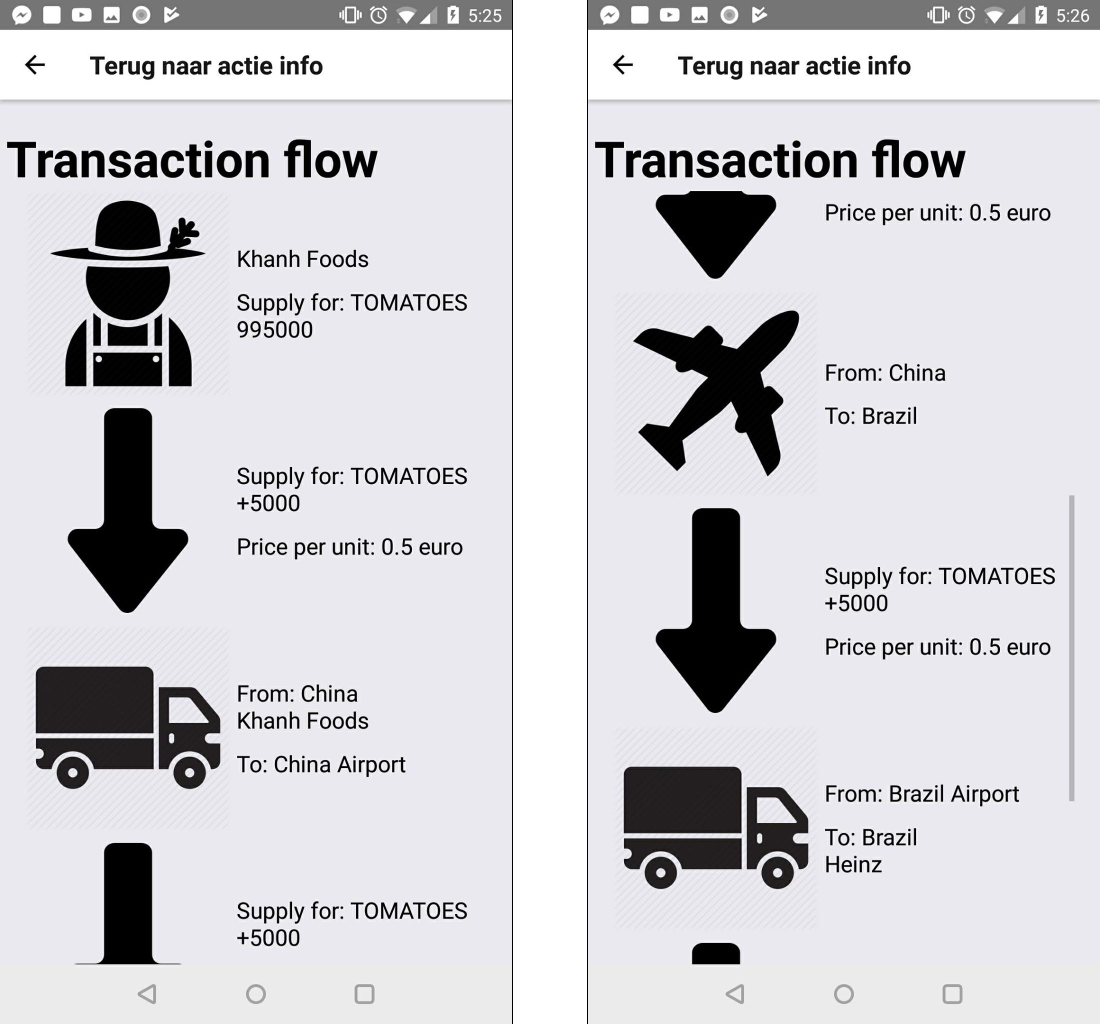 5:25
Terug naar actie info
Transaction flow
Khanh Foods
Supply for: TOMATOES
995000
Supply for: TOMATOES
+5000
Price per unit: 0.5 euro
From: China
Khanh Foods
To: China Airport
Supply for: TOMATOES
+5000
5:26
Terug naar actie info
Transaction flow
Price per unit: 0.5 euro
From: China
To: Brazil
Supply for: TOMATOES
+5000
Price per unit: 0.5 euro
From: Brazil Airport
To: Brazil
Heinz